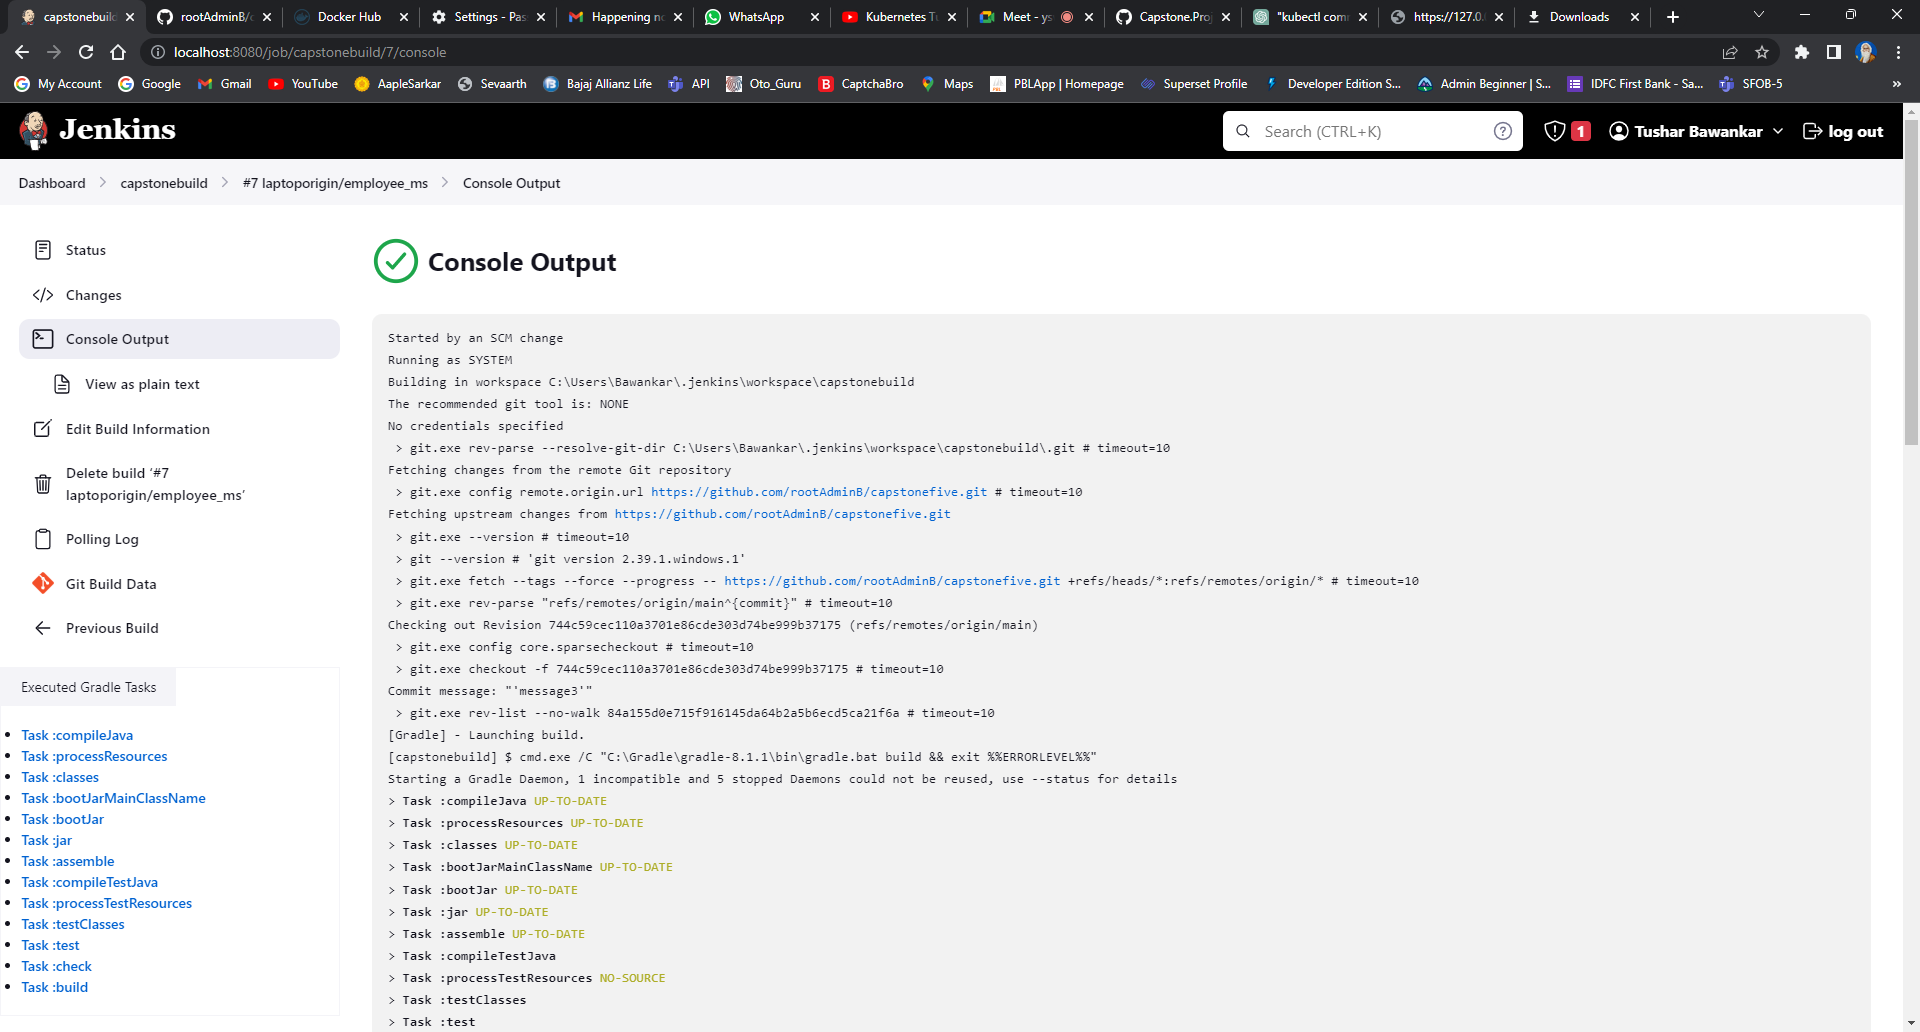 capstonebuild
rootAdminB/c
Docker Hub
Settings - Pas
Happening no
WhatsApp
Kubernetes Tu
Meet - ys
Capstone.Proj
"kubectl comm
https://127.0.
Downloads
localhost:8080/job/capstonebuild/7/console
My Account
Google
Gmail
YouTube
AapleSarkar
Sevaarth
Bajaj Allianz Life
API
Oto_Guru
CaptchaBro
Maps
PBLApp | Homepage
Superset Profile
Developer Edition S...
Admin Beginner | S...
IDFC First Bank - Sa...
SFOB-5
»
Jenkins
Search (CTRL+K)
1
Tushar Bawankar
log out
Dashboard
capstonebuild
#7 laptoporigin/employee_ms
Console Output
Status
Changes
Console Output
View as plain text
Edit Build Information
Delete build ‘#7
laptoporigin/employee_ms’
Polling Log
Git Build Data
Previous Build
Executed Gradle Tasks
Task :compileJava
Task :processResources
Task :classes
Task :bootJarMainClassName
Task :bootJar
Task :jar
Task :assemble
Task :compileTestJava
Task :processTestResources
Task :testClasses
Task :test
Task :check
Task :build
Console Output
Started by an SCM change
Running as SYSTEM
Building in workspace C:\Users\Bawankar\.jenkins\workspace\capstonebuild
The recommended git tool is: NONE
No credentials specified
> git.exe rev-parse --resolve-git-dir C:\Users\Bawankar\.jenkins\workspace\capstonebuild\.git # timeout=10
Fetching changes from the remote Git repository
> git.exe config remote.origin.url https://github.com/rootAdminB/capstonefive.git # timeout=10
Fetching upstream changes from https://github.com/rootAdminB/capstonefive.git
> git.exe --version # timeout=10
> git --version # 'git version 2.39.1.windows.1'
> git.exe fetch --tags --force --progress -- https://github.com/rootAdminB/capstonefive.git +refs/heads/*:refs/remotes/origin/* # timeout=10
> git.exe rev-parse "refs/remotes/origin/main^{commit}" # timeout=10
Checking out Revision 744c59cec110a3701e86cde303d74be999b37175 (refs/remotes/origin/main)
> git.exe config core.sparsecheckout # timeout=10
> git.exe checkout -f 744c59cec110a3701e86cde303d74be999b37175 # timeout=10
Commit message: "'message3'"
> git.exe rev-list --no-walk 84a155d0e715f916145da64b2a5b6ecd5ca21f6a # timeout=10
[Gradle] - Launching build.
[capstonebuild] $ cmd.exe /C "C:\Gradle\gradle-8.1.1\bin\gradle.bat build && exit %%ERRORLEVEL%%"
Starting a Gradle Daemon, 1 incompatible and 5 stopped Daemons could not be reused, use --status for details
> Task :compileJava UP-TO-DATE
> Task :processResources UP-TO-DATE
> Task :classes UP-TO-DATE
> Task :bootJarMainClassName UP-TO-DATE
> Task :bootJar UP-TO-DATE
> Task :jar UP-TO-DATE
> Task :assemble UP-TO-DATE
> Task :compileTestJava
> Task :processTestResources NO-SOURCE
> Task :testClasses
> Task :test